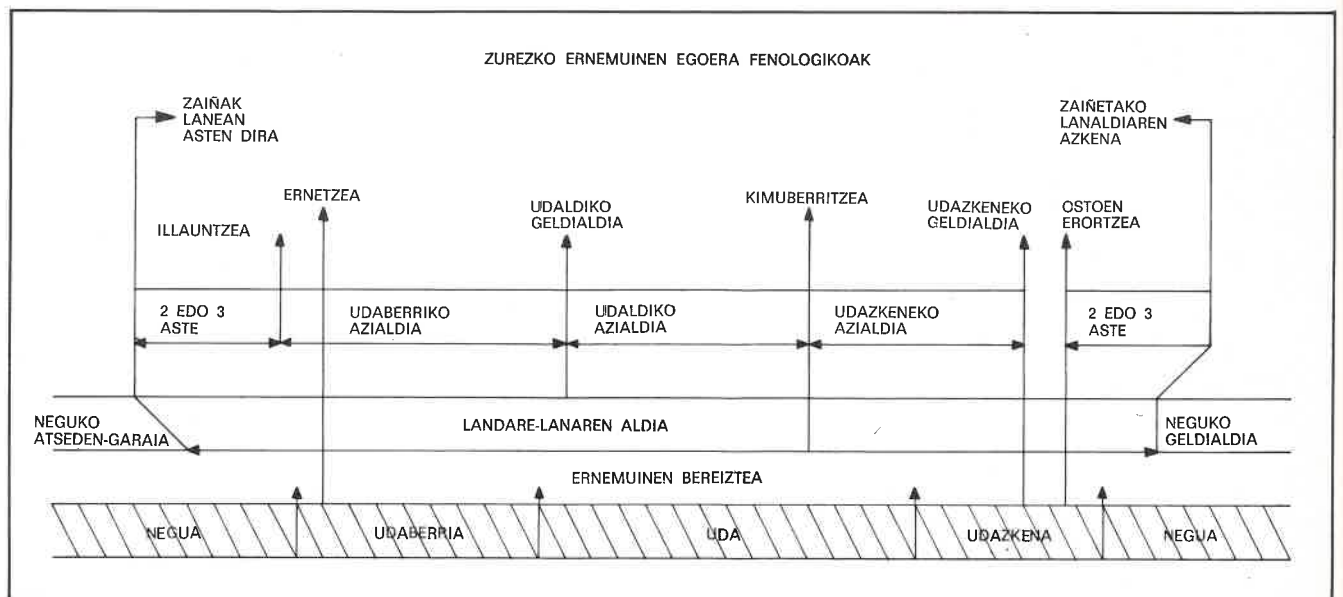 ZUREZKO ERNEMUINEN EGOERA FENOLOGIKOAK
ZAIÑAK
LANEAN
ASTEN DIRA
ZAIÑETAKO
LANALDIAREN
AZKENA
ERNETZEA
ILLAUNTZEA
UDALDIKO
GELDIALDIA
KIMUBERRITZEA
UDAZKENEKO
GELDIALDIA
OSTOEN
ERORTZEA
2 EDO 3
ASTE
UDABERRIKO
AZIALDIA
UDALDIKO
AZIALDIA
UDAZKENEKO
AZIALDIA
2 EDO 3
ASTE
NEGUKO
ATSEDEN-GARAIA
LANDARE-LANAREN ALDIA
NEGUKO
GELDIALDIA
ERNEMUINEN BEREIZTEA
NEGUA
UDABERRIA
UDA
UDAZKENA
NEGUA